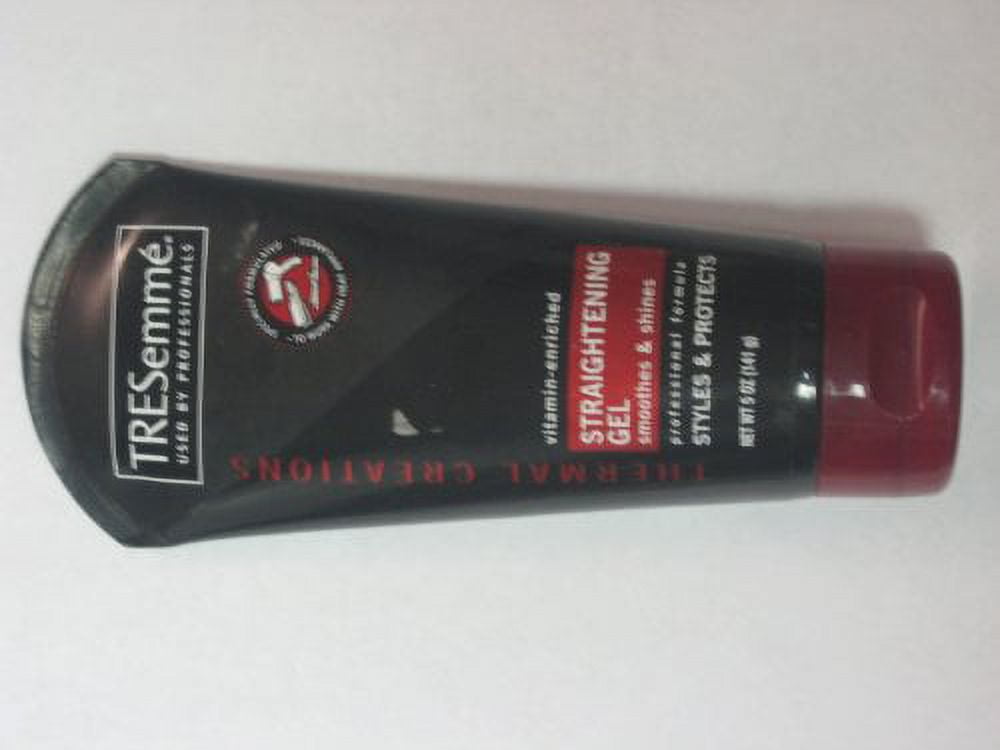 TRESemmé®
USED BY PROFESSIONALS
THERMAL CREATIONS
vitamin-enriched
STRAIGHTENING
GEL
smoothes & shines
professional formula
STYLES & PROTECTS
NET WT 5 OZ (141 g)